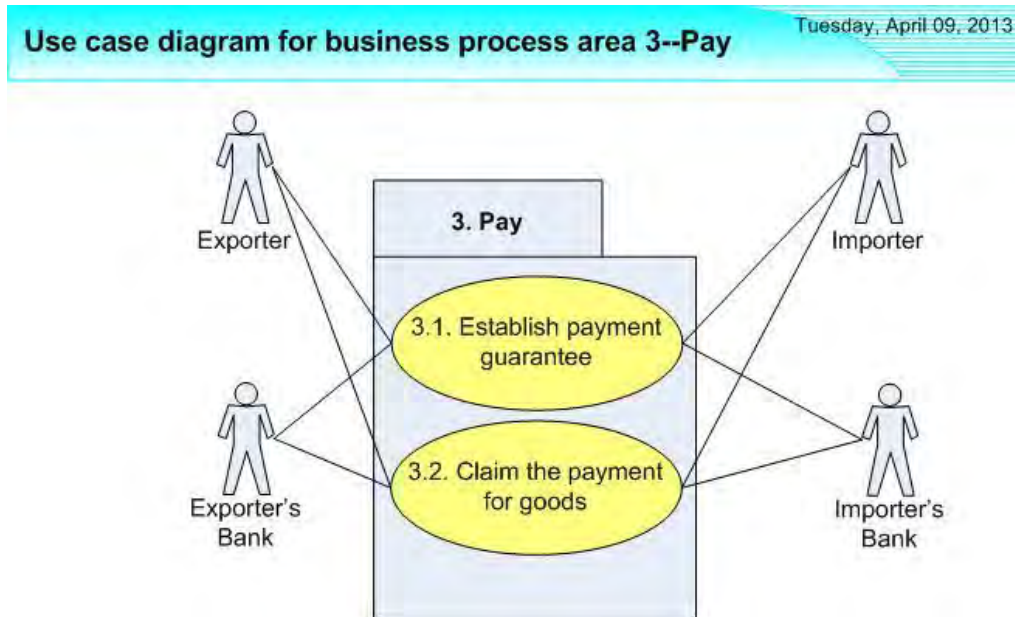 Use case diagram for business process area 3--Pay
Tuesday, April 09, 2013
Exporter
Importer
3. Pay
3.1. Establish payment
guarantee
3.2. Claim the payment
for goods
Exporter's
Bank
Importer's
Bank